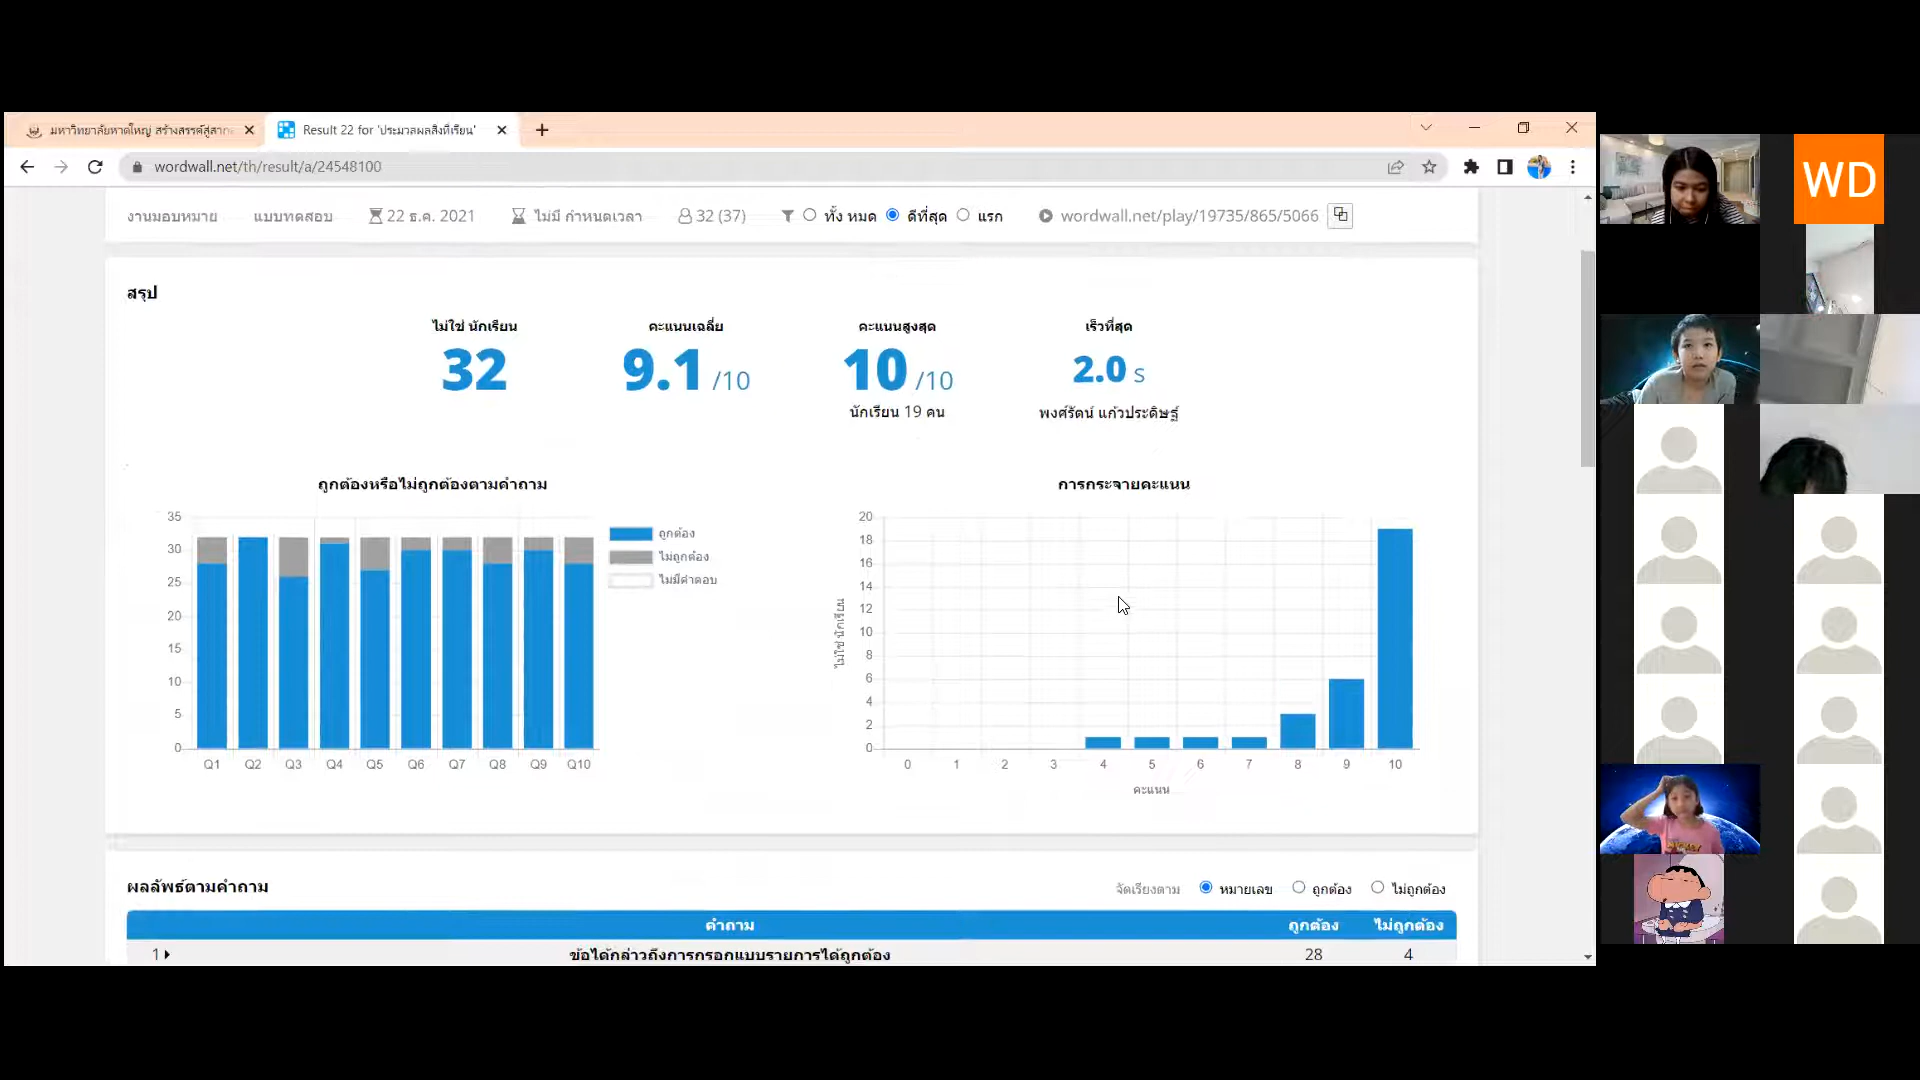 มหาวิทยาลัยหาดใหญ่ สร้างสรรค์สู่สาก
Result 22 for 'ประมวลผลสิ่งที่เรียน'
wordwall.net/th/result/a/24548100
งานมอบหมาย แบบทดสอบ 22 ธ.ค. 2021 ไม่มี กำหนดเวลา 32 (37) ทั้ง หมด ดีที่สุด แรก wordwall.net/play/19735/865/5066
สรุป
ไม่ใช่ นักเรียน คะแนนเฉลี่ย คะแนนสูงสุด เร็วที่สุด
32 9.1 /10 10 /10 2.0 s
นักเรียน 19 คน พงศ์รัตน์ แก้วประดิษฐ์
ถูกต้องหรือไม่ถูกต้องตามคำถาม
35
30
25
20
15
10
5
0
Q1 Q2 Q3 Q4 Q5 Q6 Q7 Q8 Q9 Q10
ถูกต้อง
ไม่ถูกต้อง
ไม่มีคำตอบ
การกระจายคะแนน
ไม่ใช่ นักเรียน
20
18
16
14
12
10
8
6
4
2
0
0 1 2 3 4 5 6 7 8 9 10
คะแนน
ผลลัพธ์ตามคำถาม จัดเรียงตาม หมายเลข ถูกต้อง ไม่ถูกต้อง
คำถาม ถูกต้อง ไม่ถูกต้อง
1 ข้อใดกล่าวถึงการกรอกแบบรายการได้ถูกต้อง 28 4
WD